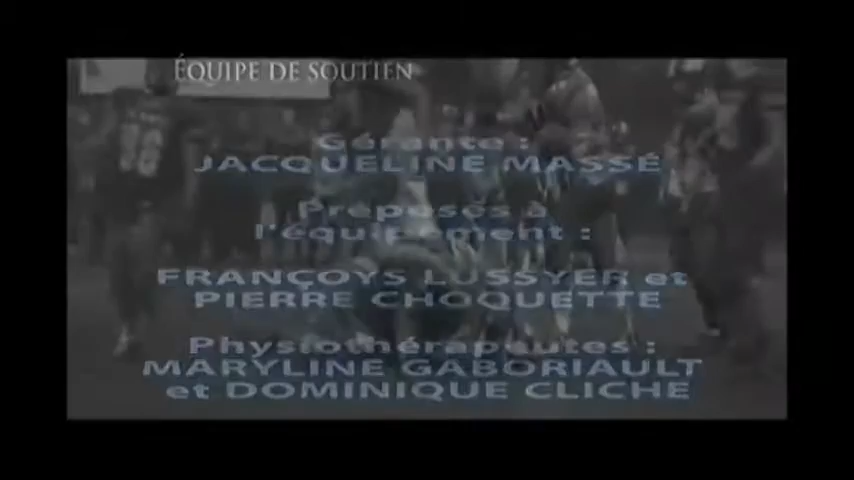 ÉQUIPE DE SOUTIEN
Gérante :
JACQUELINE MASSÉ
Préposés à
l'équipement :
FRANÇOYS LUSSYER et
PIERRE CHOQUETTE
Physiothérapeutes :
MARYLINE GABORIAULT
et DOMINIQUE CLICHE